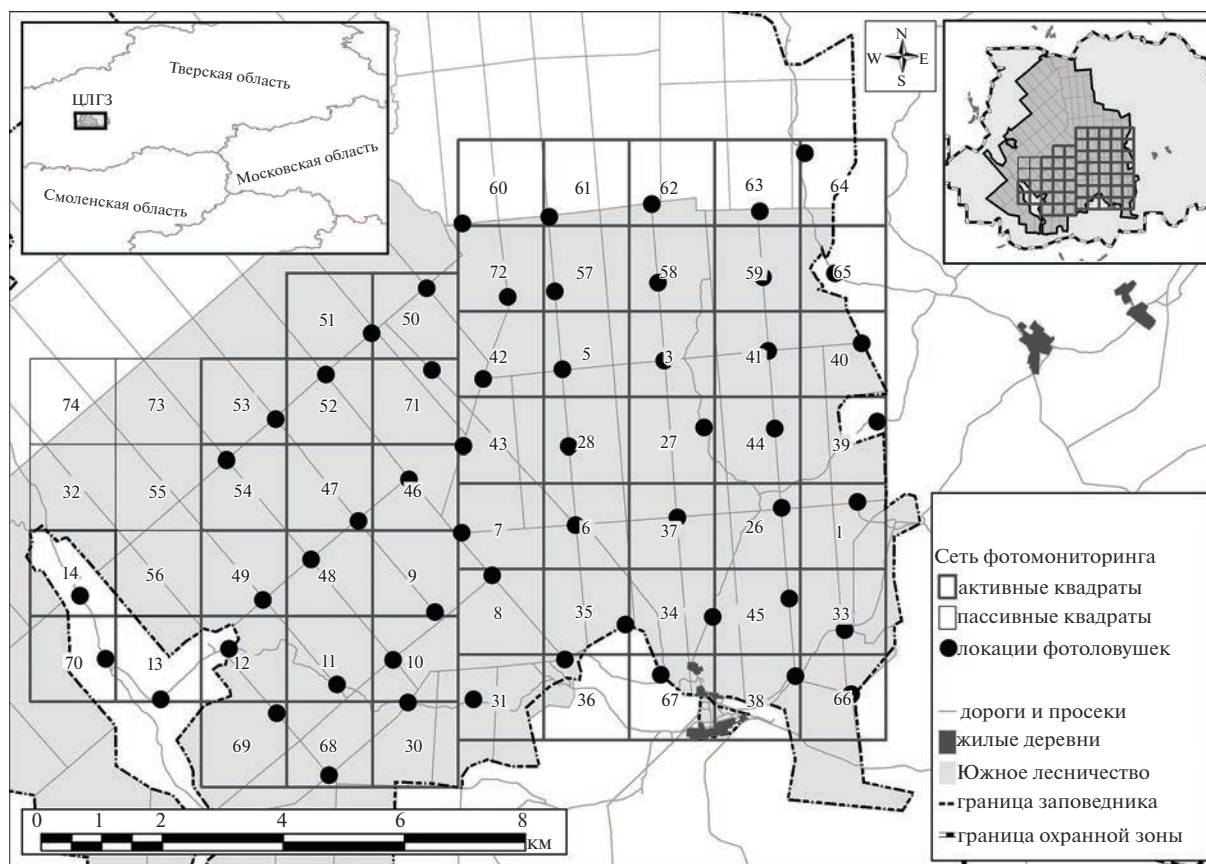 Тверская область
ЦЛГЗ
Московская область
Смоленская область
N
W E
S
60 61 62 63 64
72 57 58 59 65
51 50
42 5 3 41 40
74 73 53 52 71
43 28 27 44 39
32 55 54 47 46
7 6 37 26 1
14 56 49 48 9
8 35 34 45 33
70 13 12 11 10
31 36 67 38 66
69 68 30
Сеть фотомониторинга
активные квадраты
пассивные квадраты
локации фотоловушек
дороги и просеки
жилые деревни
Южное лесничество
граница заповедника
граница охранной зоны
0 1 2 4 6 8
км